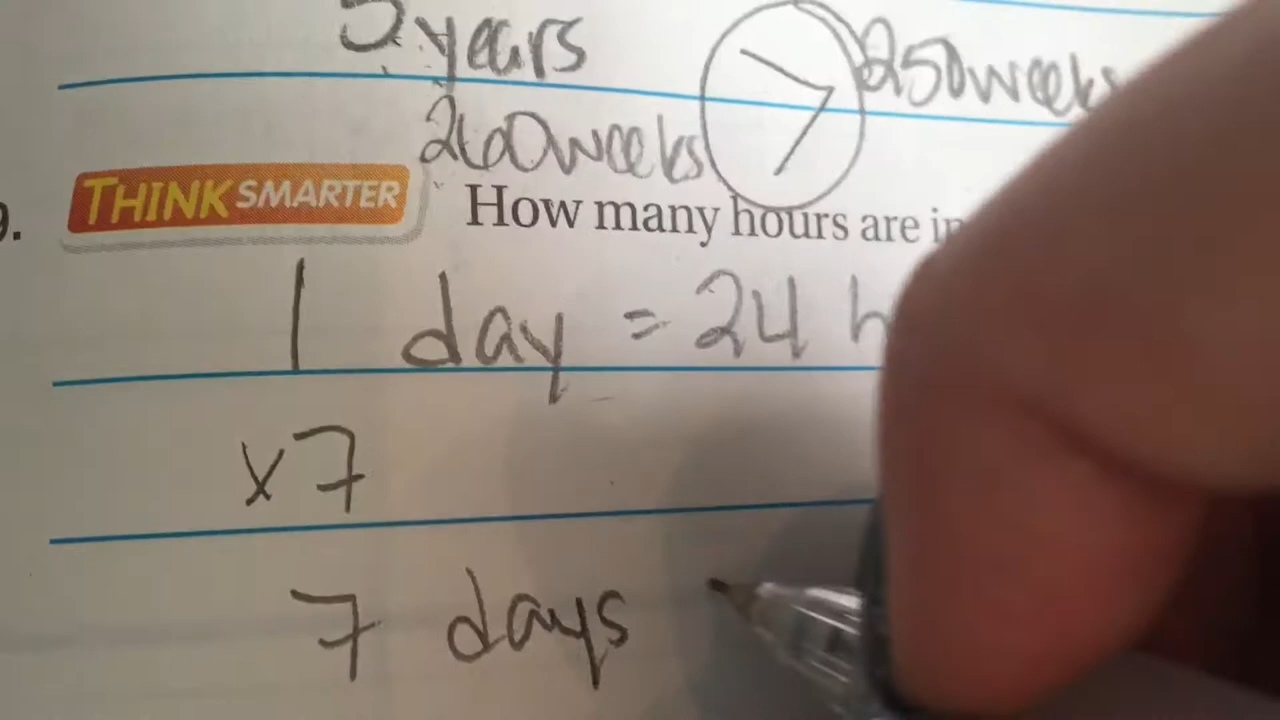 5 years > 250 weeks
260 weeks
9. THINK SMARTER How many hours are in
1 day = 24 h
x7
7 days